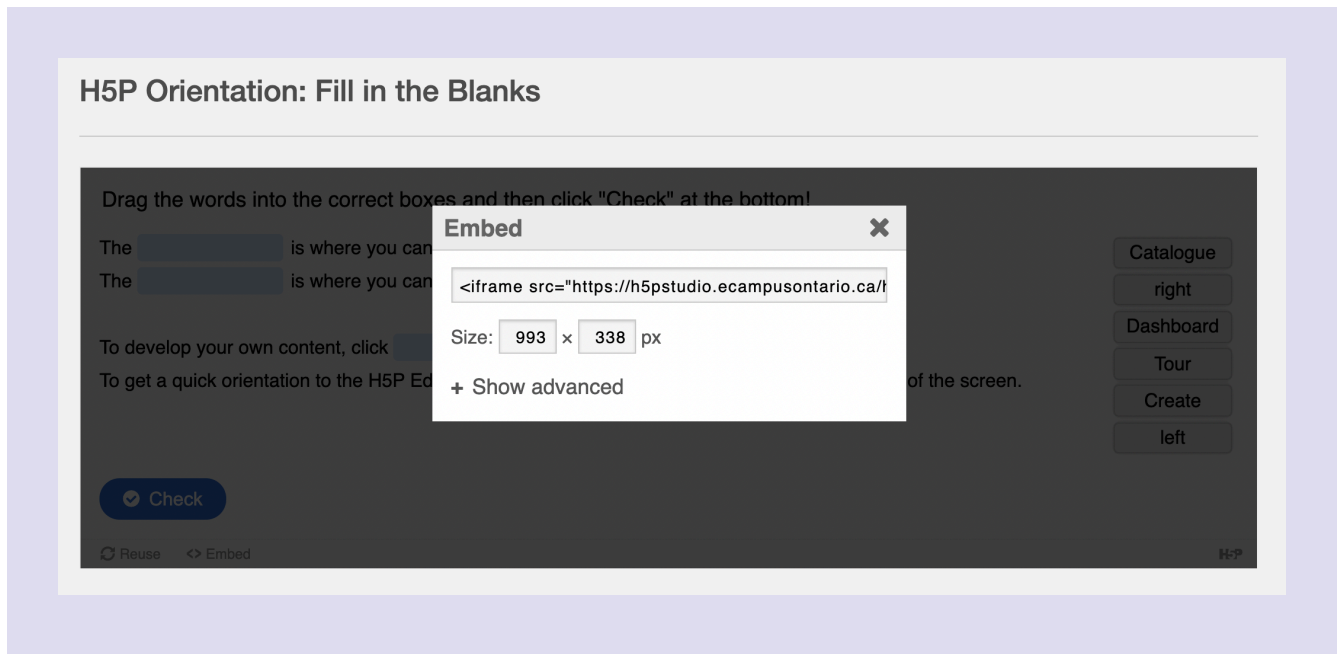 H5P Orientation: Fill in the Blanks
Drag the words into the correct boxes and then click "Check" at the bottom!
Embed
The is where you can
The is where you can
<iframe src="https://h5pstudio.ecampusontario.ca/h
Size: 993 × 338 px
To develop your own content, click
To get a quick orientation to the H5P Ed of the screen.
+ Show advanced
Catalogue
right
Dashboard
Tour
Create
left
Check
Reuse <> Embed
H5P